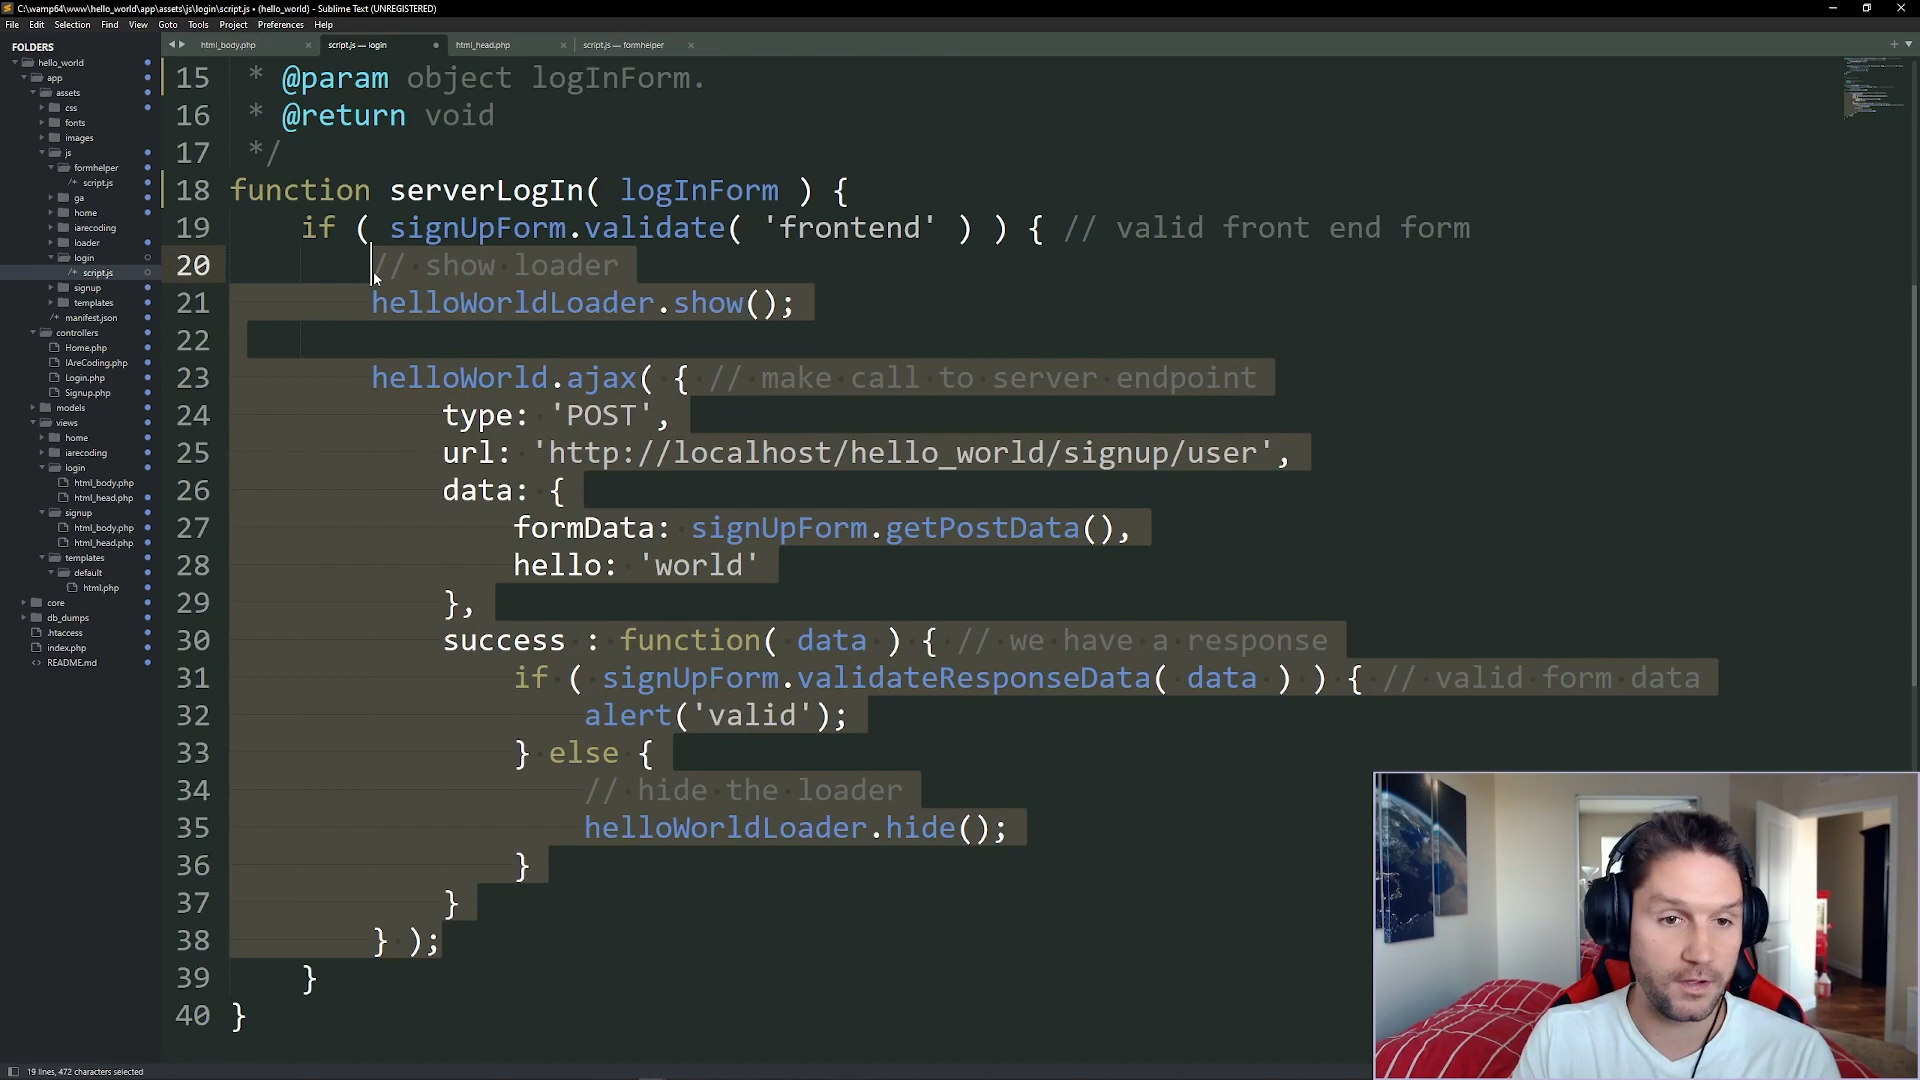 C:\wamp64\www\hello_world\app\assets\js\login\script.js • (hello_world) - Sublime Text (UNREGISTERED)
File Edit Selection Find View Goto Tools Project Preferences Help
FOLDERS
hello_world
app
assets
css
fonts
images
js
formhelper
/* script.js
ga
home
iarecoding
loader
login
/* script.js
signup
templates
/* manifest.json
controllers
Home.php
IAreCoding.php
Login.php
Signup.php
models
views
home
iarecoding
login
html_body.php
html_head.php
signup
html_body.php
html_head.php
templates
default
html.php
core
db_dumps
.htaccess
index.php
<> README.md
html_body.php × script.js — login • html_head.php × script.js — formhelper ×
15 * @param object logInForm.
16 * @return void
17 */
18 function serverLogIn( logInForm ) {
19 if ( signUpForm.validate( 'frontend' ) ) { // valid front end form
20 // show loader
21 helloWorldLoader.show();
22
23 helloWorld.ajax( { // make call to server endpoint
24 type: 'POST',
25 url: 'http://localhost/hello_world/signup/user',
26 data: {
27 formData: signUpForm.getPostData(),
28 hello: 'world'
29 },
30 success : function( data ) { // we have a response
31 if ( signUpForm.validateResponseData( data ) ) { // valid form data
32 alert('valid');
33 } else {
34 // hide the loader
35 helloWorldLoader.hide();
36 }
37 }
38 } );
39 }
40 }
19 lines, 472 characters selected